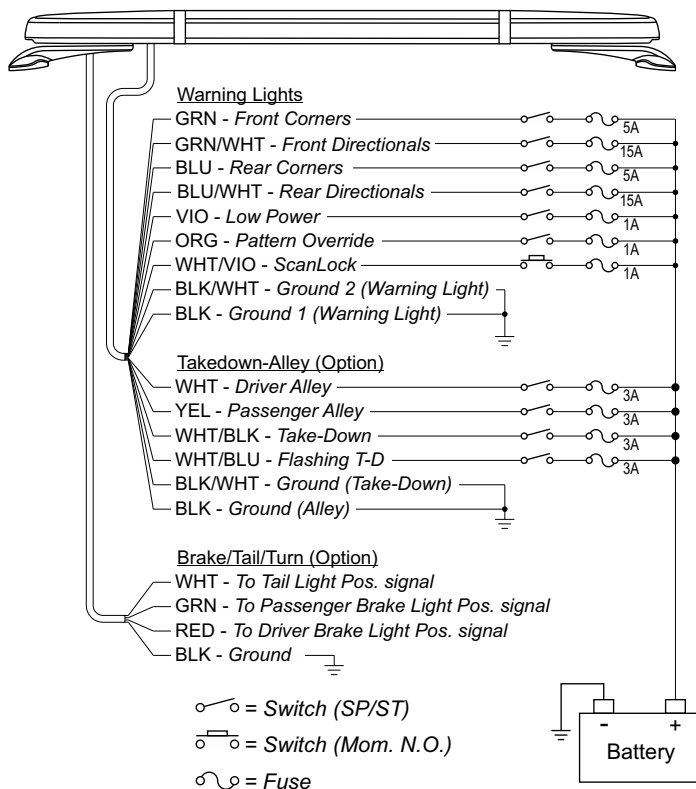 Warning Lights
GRN - Front Corners 5A
GRN/WHT - Front Directionals 15A
BLU - Rear Corners 5A
BLU/WHT - Rear Directionals 15A
VIO - Low Power 1A
ORG - Pattern Override 1A
WHT/VIO - ScanLock 1A
BLK/WHT - Ground 2 (Warning Light)
BLK - Ground 1 (Warning Light)
Takedown-Alley (Option)
WHT - Driver Alley 3A
YEL - Passenger Alley 3A
WHT/BLK - Take-Down 3A
WHT/BLU - Flashing T-D 3A
BLK/WHT - Ground (Take-Down)
BLK - Ground (Alley)
Brake/Tail/Turn (Option)
WHT - To Tail Light Pos. signal
GRN - To Passenger Brake Light Pos. signal
RED - To Driver Brake Light Pos. signal
BLK - Ground
= Switch (SP/ST)
= Switch (Mom. N.O.)
= Fuse
- +
Battery